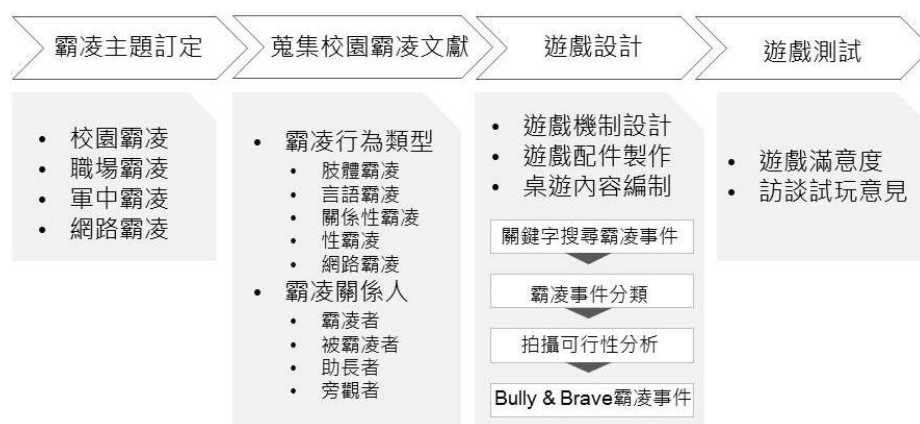 霸凌主題訂定
蒐集校園霸凌文獻
遊戲設計
遊戲測試
• 校園霸凌
• 職場霸凌
• 軍中霸凌
• 網路霸凌
• 霸凌行為類型
• 肢體霸凌
• 言語霸凌
• 關係性霸凌
• 性霸凌
• 網路霸凌
• 霸凌關係人
• 霸凌者
• 被霸凌者
• 助長者
• 旁觀者
• 遊戲機制設計
• 遊戲配件製作
• 桌遊內容編制
關鍵字搜尋霸凌事件
霸凌事件分類
拍攝可行性分析
Bully & Brave霸凌事件
• 遊戲滿意度
• 訪談試玩意見